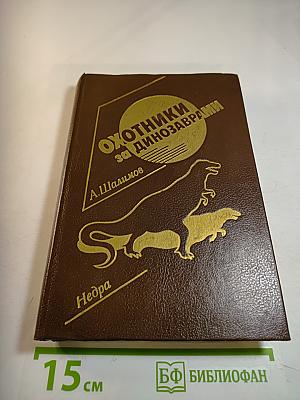 ОХОТНИКИ
за ДИНОЗАВРАМИ
А.Шалимов
Недра
15 см
БФ БИБЛИОФАН